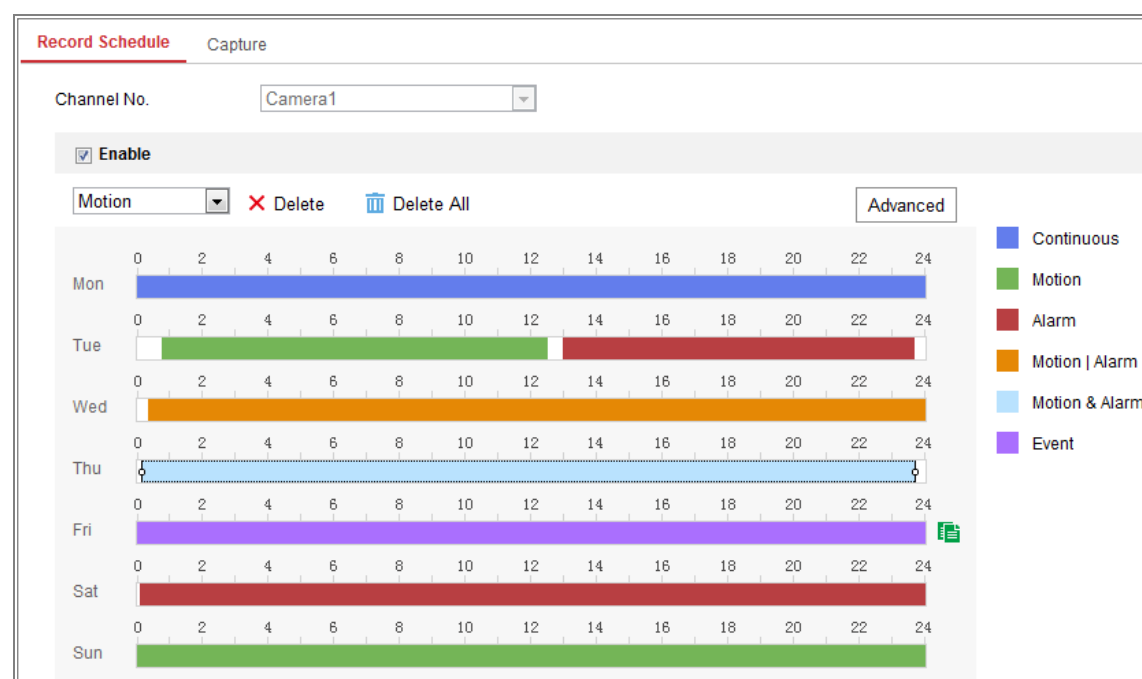 Record Schedule Capture
Channel No. Camera1
Enable
Motion Delete Delete All Advanced
Continuous
0 2 4 6 8 10 12 14 16 18 20 22 24
Mon
Motion
0 2 4 6 8 10 12 14 16 18 20 22 24
Alarm
Tue
Motion | Alarm
0 2 4 6 8 10 12 14 16 18 20 22 24
Wed
Motion & Alarm
0 2 4 6 8 10 12 14 16 18 20 22 24
Event
Thu
0 2 4 6 8 10 12 14 16 18 20 22 24
Fri
0 2 4 6 8 10 12 14 16 18 20 22 24
Sat
0 2 4 6 8 10 12 14 16 18 20 22 24
Sun